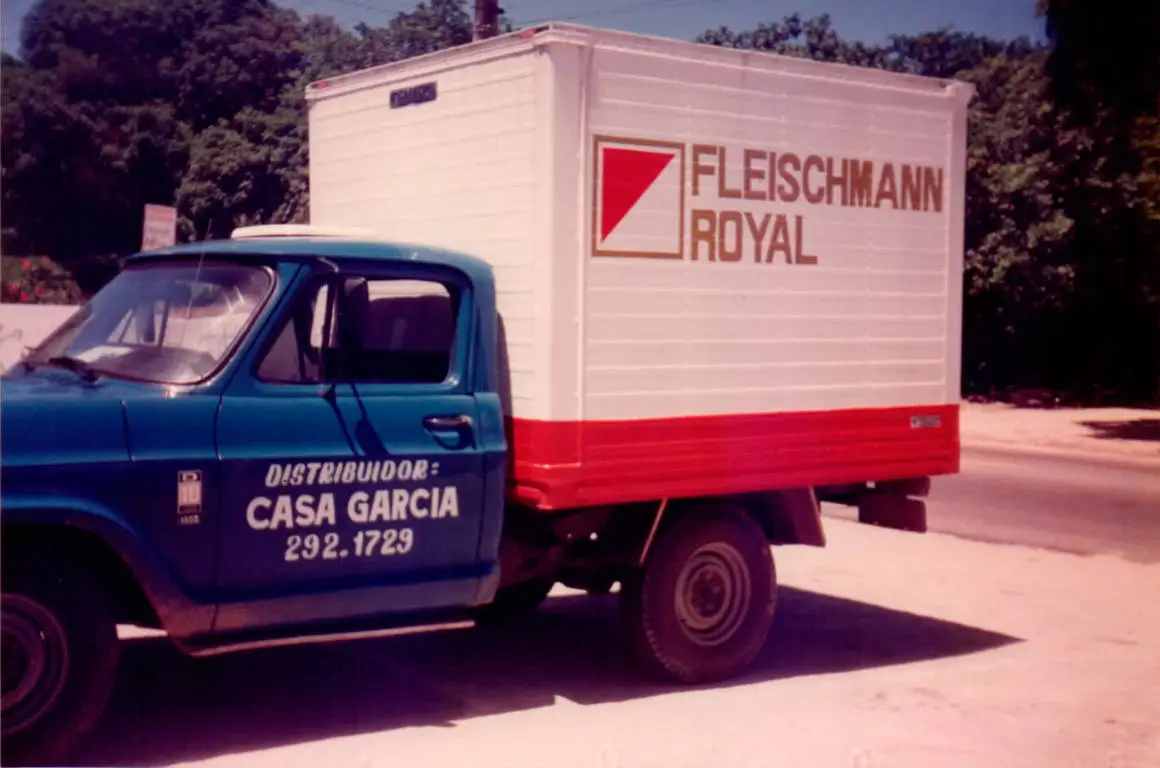 FLEISCHMANN
ROYAL
DISTRIBUIDOR:
CASA GARCIA
292.1729